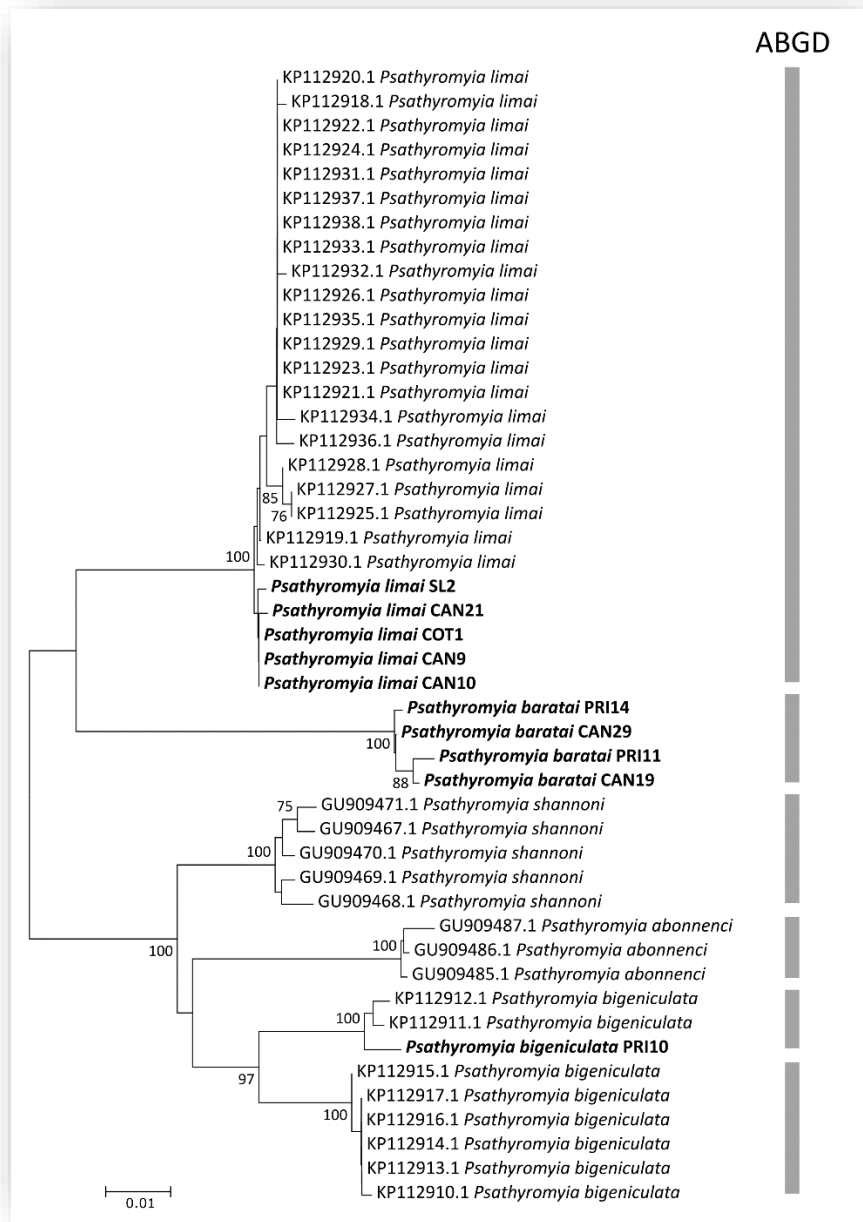 ABGD
KP112920.1 Psathyromyia limai
KP112918.1 Psathyromyia limai
KP112922.1 Psathyromyia limai
KP112924.1 Psathyromyia limai
KP112931.1 Psathyromyia limai
KP112937.1 Psathyromyia limai
KP112938.1 Psathyromyia limai
KP112933.1 Psathyromyia limai
KP112932.1 Psathyromyia limai
KP112926.1 Psathyromyia limai
KP112935.1 Psathyromyia limai
KP112929.1 Psathyromyia limai
KP112923.1 Psathyromyia limai
KP112921.1 Psathyromyia limai
KP112934.1 Psathyromyia limai
KP112936.1 Psathyromyia limai
KP112928.1 Psathyromyia limai
85
KP112927.1 Psathyromyia limai
76
KP112925.1 Psathyromyia limai
KP112919.1 Psathyromyia limai
100
KP112930.1 Psathyromyia limai
Psathyromyia limai SL2
Psathyromyia limai CAN21
Psathyromyia limai COT1
Psathyromyia limai CAN9
Psathyromyia limai CAN10
Psathyromyia baratai PRI14
Psathyromyia baratai CAN29
100
Psathyromyia baratai PRI11
88
Psathyromyia baratai CAN19
75
GU909471.1 Psathyromyia shannoni
GU909467.1 Psathyromyia shannoni
100
GU909470.1 Psathyromyia shannoni
GU909469.1 Psathyromyia shannoni
GU909468.1 Psathyromyia shannoni
GU909487.1 Psathyromyia abonnenci
100
100
GU909486.1 Psathyromyia abonnenci
GU909485.1 Psathyromyia abonnenci
KP112912.1 Psathyromyia bigeniculata
100
KP112911.1 Psathyromyia bigeniculata
Psathyromyia bigeniculata PRI10
97
KP112915.1 Psathyromyia bigeniculata
KP112917.1 Psathyromyia bigeniculata
100
KP112916.1 Psathyromyia bigeniculata
KP112914.1 Psathyromyia bigeniculata
KP112913.1 Psathyromyia bigeniculata
KP112910.1 Psathyromyia bigeniculata
0.01